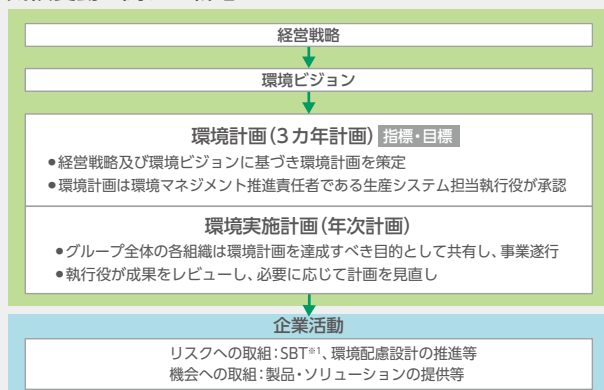 経営戦略
環境ビジョン
環境計画(3カ年計画) 指標・目標
●経営戦略及び環境ビジョンに基づき環境計画を策定
●環境計画は環境マネジメント推進責任者である生産システム担当執行役が承認
環境実施計画(年次計画)
●グループ全体の各組織は環境計画を達成すべき目的として共有し、事業遂行
●執行役が成果をレビューし、必要に応じて計画を見直し
企業活動
リスクへの取組:SBT※1、環境配慮設計の推進等
機会への取組:製品・ソリューションの提供等